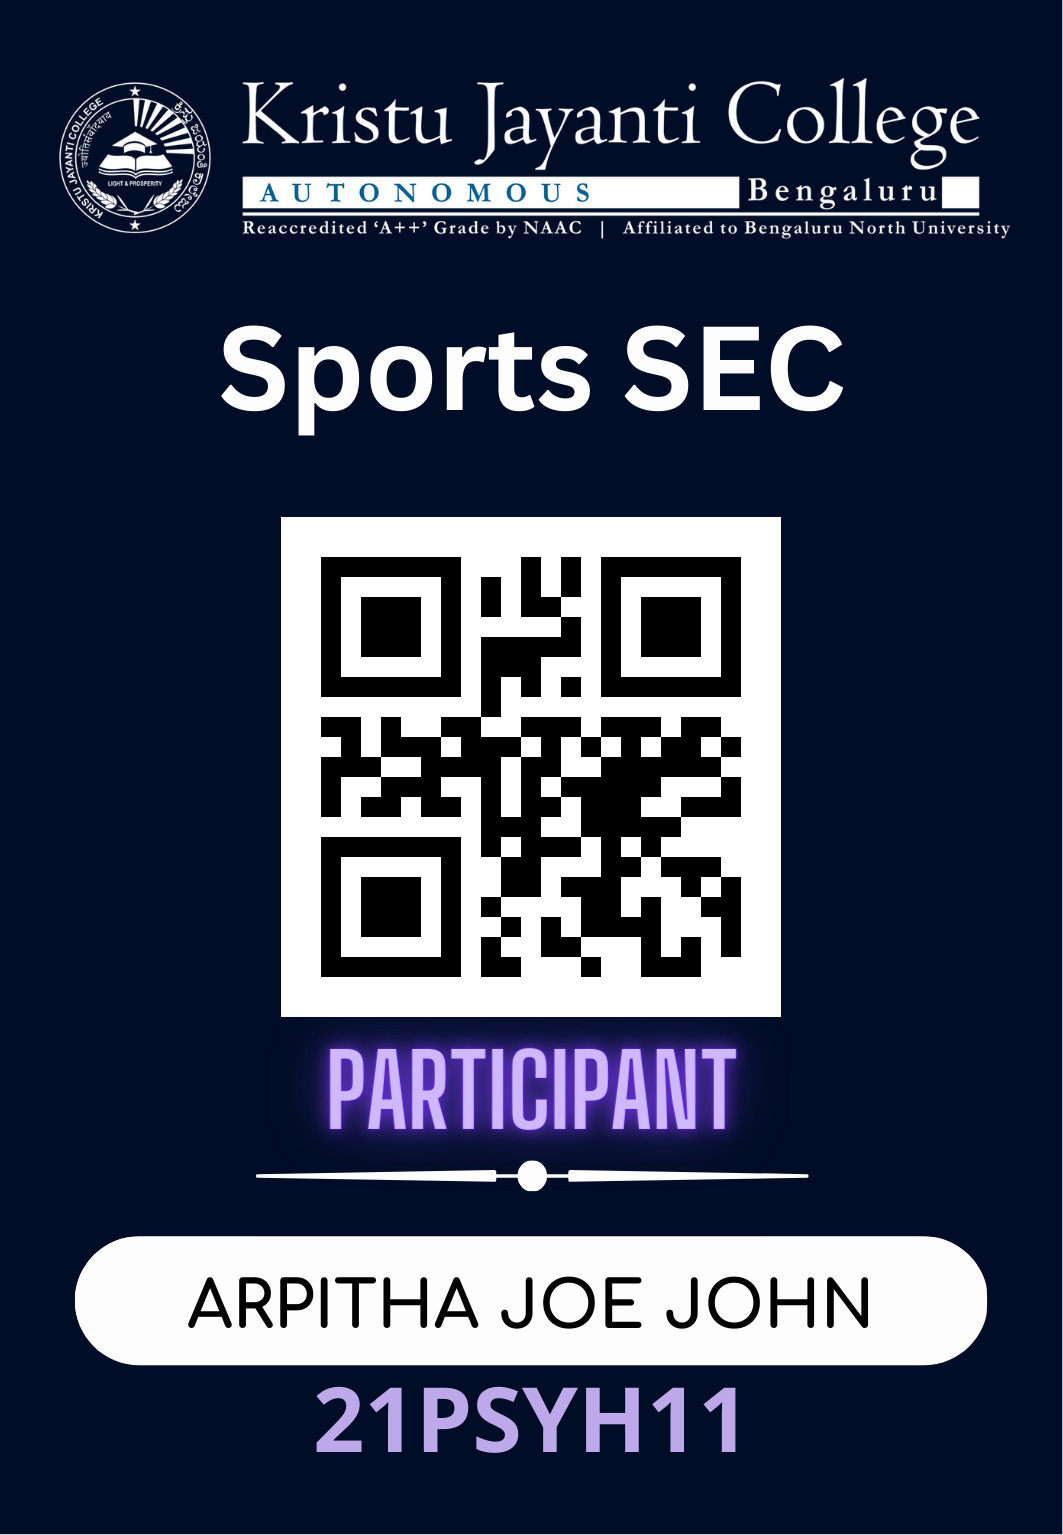 Kristu Jayanti College
AUTONOMOUS Bengaluru
Reaccredited ‘A++’ Grade by NAAC | Affiliated to Bengaluru North University
KRISTU JAYANTI COLLEGE
LIGHT & PROSPERITY
Sports SEC
PARTICIPANT
ARPITHA JOE JOHN
21PSYH11